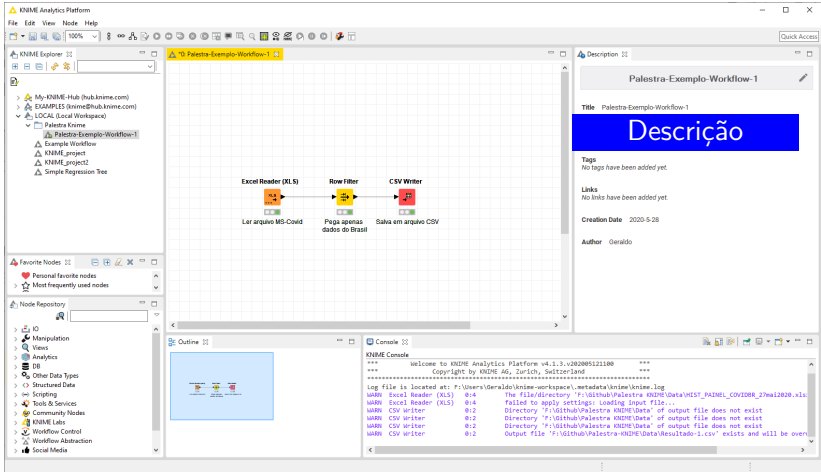 KNIME Analytics Platform
File Edit View Node Help
100%
Quick Access
KNIME Explorer
My-KNIME-Hub (hub.knime.com)
EXAMPLES (knime@hub.knime.com)
LOCAL (Local Workspace)
Palestra Knime
Palestra-Exemplo-Workflow-1
Example Workflow
KNIME_project
KNIME_project2
Simple Regression Tree
Favorite Nodes
Personal favorite nodes
Most frequently used nodes
Node Repository
IO
Manipulation
Views
Analytics
DB
Other Data Types
Structured Data
Scripting
Tools & Services
Community Nodes
KNIME Labs
Workflow Control
Workflow Abstraction
Social Media
*0: Palestra-Exemplo-Workflow-1
Excel Reader (XLS) Row Filter CSV Writer
XLS
Ler arquivo MS-Covid Pega apenas Salva em arquivo CSV
dados do Brasil
Outline
Console
KNIME Console
*** Welcome to KNIME Analytics Platform v4.1.3.v202005121100 ***
*** Copyright by KNIME AG, Zurich, Switzerland ***
Log file is located at: F:\Users\Geraldo\knime-workspace\.metadata\knime\knime.log
WARN Excel Reader (XLS) 0:4 The file/directory 'F:\Github\Palestra KNIME\Data\HIST_PAINEL_COVIDBR_27mai2020.xls
WARN Excel Reader (XLS) 0:4 failed to apply settings: Loading input file...
WARN CSV Writer 0:2 Directory 'F:\Github\Palestra KNIME\Data' of output file does not exist
WARN CSV Writer 0:2 Directory 'F:\Github\Palestra KNIME\Data' of output file does not exist
WARN CSV Writer 0:2 Directory 'F:\Github\Palestra KNIME\Data' of output file does not exist
WARN CSV Writer 0:2 Output file 'F:\Github\Palestra-KNIME\Data\Resultado-1.csv' exists and will be over
Description
Palestra-Exemplo-Workflow-1
Title Palestra-Exemplo-Workflow-1
Descrição
Tags
No tags have been added yet.
Links
No links have been added yet.
Creation Date 2020-5-28
Author Geraldo